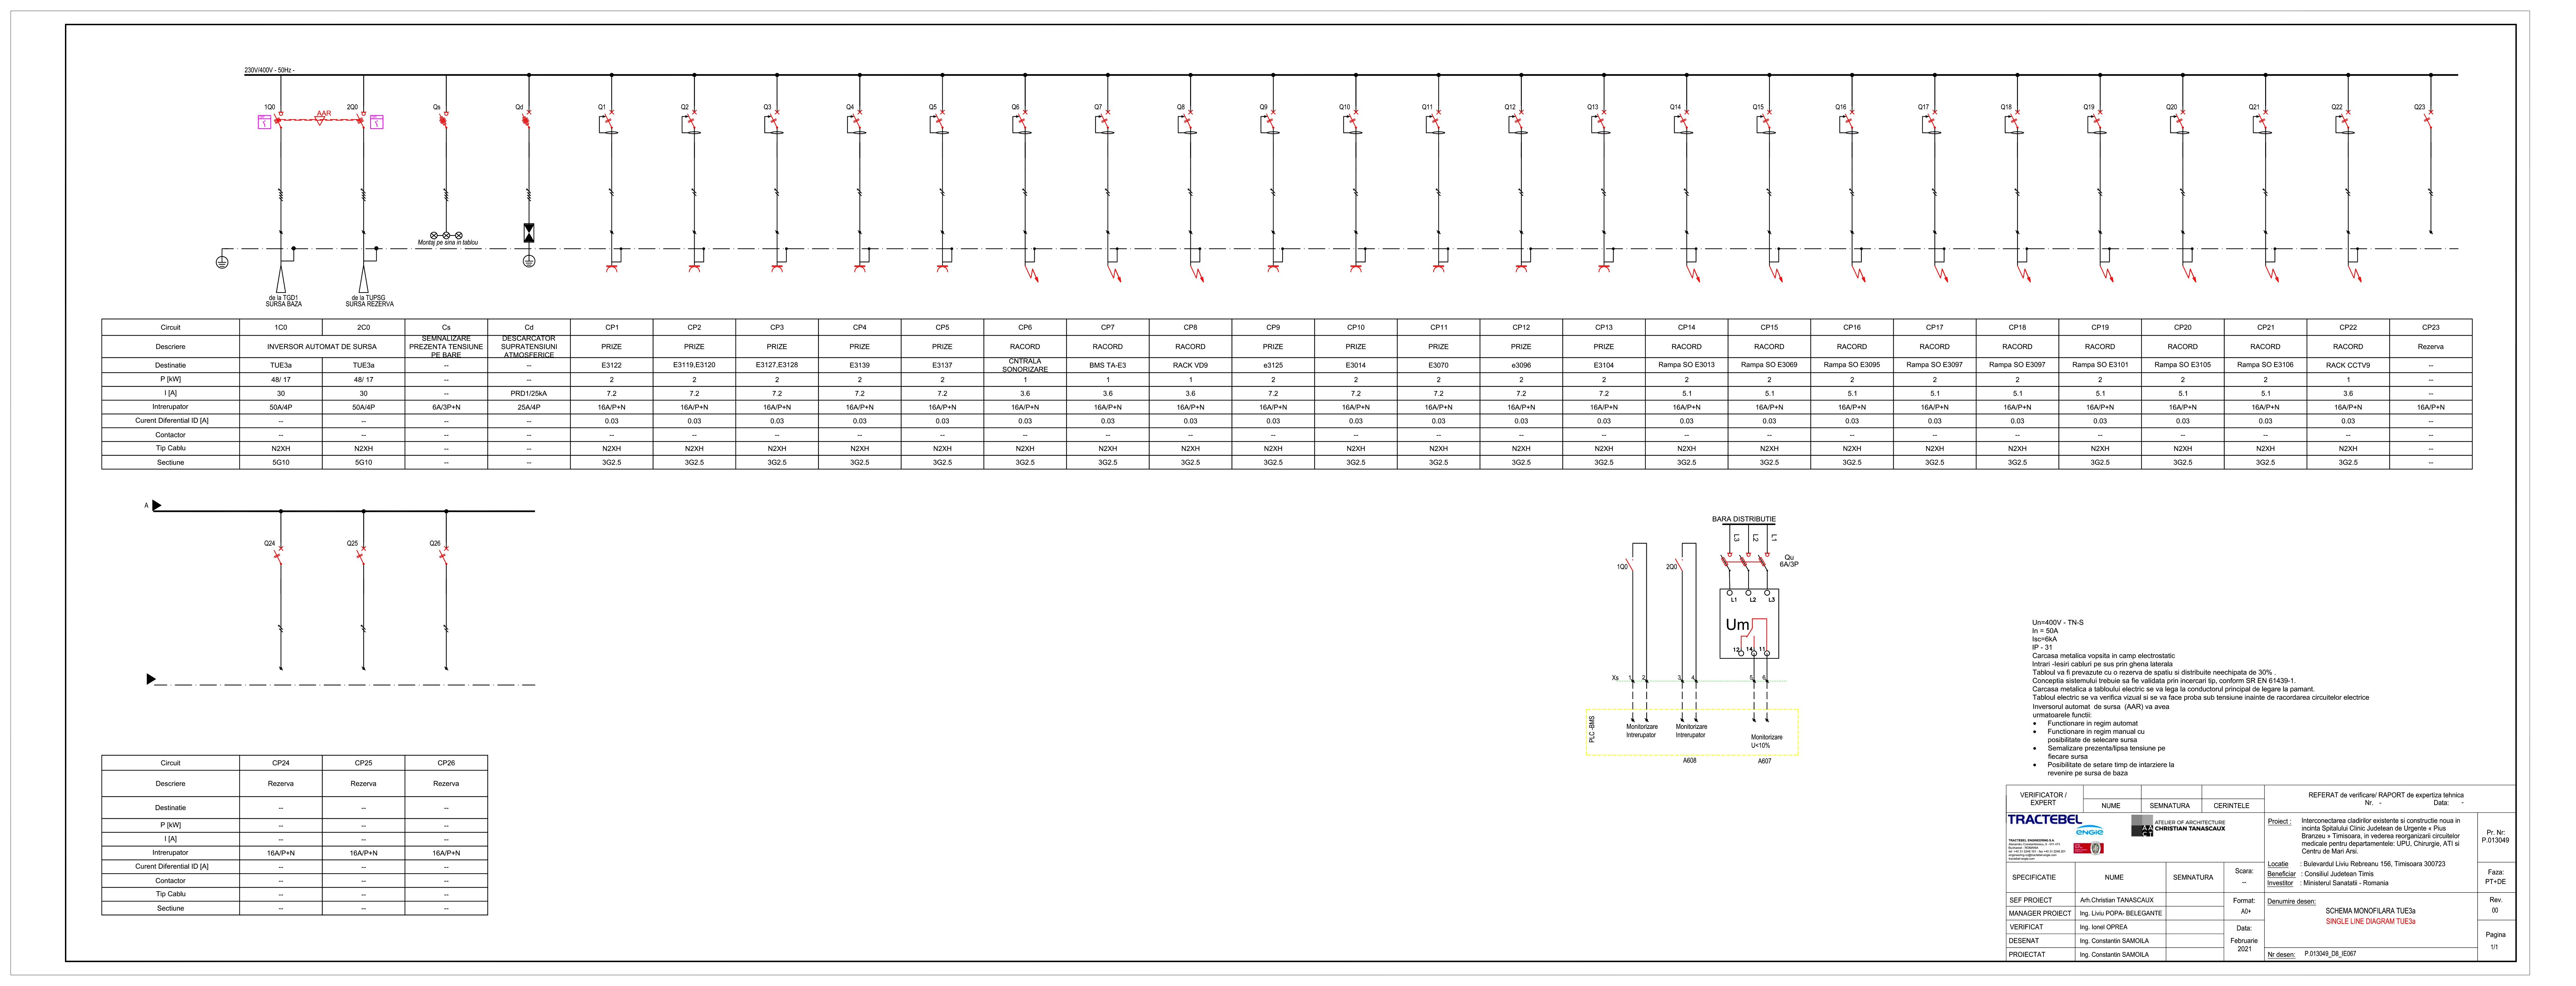 230V/400V - 50Hz -
1Q0 AAR 2Q0 Qs Qd Q1 Q2 Q3 Q4 Q5 Q6 Q7 Q8 Q9 Q10 Q11 Q12 Q13 Q14 Q15 Q16 Q17 Q18 Q19 Q20 Q21 Q22 Q23
Montaj pe sina in tablou
de la TGD1
SURSA BAZA
de la TUPSG
SURSA REZERVA
Circuit 1C0 2C0 Cs Cd CP1 CP2 CP3 CP4 CP5 CP6 CP7 CP8 CP9 CP10 CP11 CP12 CP13 CP14 CP15 CP16 CP17 CP18 CP19 CP20 CP21 CP22 CP23
Descriere INVERSOR AUTOMAT DE SURSA SEMNALIZARE PREZENTA TENSIUNE PE BARE DESCARCATOR SUPRATENSIUNI ATMOSFERICE PRIZE PRIZE PRIZE PRIZE PRIZE RACORD RACORD RACORD PRIZE PRIZE PRIZE PRIZE PRIZE RACORD RACORD RACORD RACORD RACORD RACORD RACORD RACORD RACORD Rezerva
Destinatie TUE3a TUE3a -- -- E3122 E3119,E3120 E3127,E3128 E3139 E3137 CNTRALA SONORIZARE BMS TA-E3 RACK VD9 e3125 E3014 E3070 e3096 E3104 Rampa SO E3013 Rampa SO E3069 Rampa SO E3095 Rampa SO E3097 Rampa SO E3097 Rampa SO E3101 Rampa SO E3105 Rampa SO E3106 RACK CCTV9 --
P [kW] 48/ 17 48/ 17 -- -- 2 2 2 2 2 1 1 1 2 2 2 2 2 2 2 2 2 2 2 2 2 1 --
I [A] 30 30 -- PRD1/25kA 7.2 7.2 7.2 7.2 7.2 3.6 3.6 3.6 7.2 7.2 7.2 7.2 7.2 5.1 5.1 5.1 5.1 5.1 5.1 5.1 5.1 3.6 --
Intrerupator 50A/4P 50A/4P 6A/3P+N 25A/4P 16A/P+N 16A/P+N 16A/P+N 16A/P+N 16A/P+N 16A/P+N 16A/P+N 16A/P+N 16A/P+N 16A/P+N 16A/P+N 16A/P+N 16A/P+N 16A/P+N 16A/P+N 16A/P+N 16A/P+N 16A/P+N 16A/P+N 16A/P+N 16A/P+N 16A/P+N 16A/P+N
Curent Diferential ID [A] -- -- -- -- 0.03 0.03 0.03 0.03 0.03 0.03 0.03 0.03 0.03 0.03 0.03 0.03 0.03 0.03 0.03 0.03 0.03 0.03 0.03 0.03 0.03 0.03 --
Contactor -- -- -- -- -- -- -- -- -- -- -- -- -- -- -- -- -- -- -- -- -- -- -- -- -- -- --
Tip Cablu N2XH N2XH -- -- N2XH N2XH N2XH N2XH N2XH N2XH N2XH N2XH N2XH N2XH N2XH N2XH N2XH N2XH N2XH N2XH N2XH N2XH N2XH N2XH N2XH N2XH --
Sectiune 5G10 5G10 -- -- 3G2.5 3G2.5 3G2.5 3G2.5 3G2.5 3G2.5 3G2.5 3G2.5 3G2.5 3G2.5 3G2.5 3G2.5 3G2.5 3G2.5 3G2.5 3G2.5 3G2.5 3G2.5 3G2.5 3G2.5 3G2.5 3G2.5 --
A
Q24 Q25 Q26
BARA DISTRIBUTIE
L3 L2 L1
Qu
6A/3P
1Q0 2Q0
L1 L2 L3
Um
12 14 11
Xs 1 2 3 4 5 6
PLC -BMS
Monitorizare
Intrerupator
Monitorizare
Intrerupator
Monitorizare
U<10%
A608 A607
Circuit CP24 CP25 CP26
Descriere Rezerva Rezerva Rezerva
Destinatie -- -- --
P [kW] -- -- --
I [A] -- -- --
Intrerupator 16A/P+N 16A/P+N 16A/P+N
Curent Diferential ID [A] -- -- --
Contactor -- -- --
Tip Cablu -- -- --
Sectiune -- -- --
Un=400V - TN-S
In = 50A
Isc=6kA
IP - 31
Carcasa metalica vopsita in camp electrostatic
Intrari -Iesiri cabluri pe sus prin ghena laterala
Tabloul va fi prevazute cu o rezerva de spatiu si distribuite neechipata de 30% .
Conceptia sistemului trebuie sa fie validata prin incercari tip, conform SR EN 61439-1.
Carcasa metalica a tabloului electric se va lega la conductorul principal de legare la pamant.
Tabloul electric se va verifica vizual si se va face proba sub tensiune inainte de racordarea circuitelor electrice
Inversorul automat de sursa (AAR) va avea
urmatoarele functii:
• Functionare in regim automat
• Functionare in regim manual cu
posibilitate de selecare sursa
• Semalizare prezenta/lipsa tensiune pe
fiecare sursa
• Posibilitate de setare timp de intarziere la
revenire pe sursa de baza
VERIFICATOR /
EXPERT
NUME SEMNATURA CERINTELE
REFERAT de verificare/ RAPORT de expertiza tehnica
Nr. - Data: -
TRACTEBEL
ENGIE
ATELIER OF ARCHITECTURE
CHRISTIAN TANASCAUX
TRACTEBEL ENGINEERING S.A.
Proiect : Interconectarea cladirilor existente si constructie noua in
incinta Spitalului Clinic Judetean de Urgente « Pius
Branzeu » Timisoara, in vederea reorganizarii circuitelor
medicale pentru departamentele: UPU, Chirurgie, ATI si
Centru de Mari Arsi.
Pr. Nr:
P.013049
Locatie : Bulevardul Liviu Rebreanu 156, Timisoara 300723
Beneficiar : Consiliul Judetean Timis
Investitor : Ministerul Sanatatii - Romania
Faza:
PT+DE
SPECIFICATIE NUME SEMNATURA
Scara:
--
SEF PROIECT Arh.Christian TANASCAUX
MANAGER PROIECT Ing. Liviu POPA- BELEGANTE
VERIFICAT Ing. Ionel OPREA
DESENAT Ing. Constantin SAMOILA
PROIECTAT Ing. Constantin SAMOILA
Format:
A0+
Data:
Februarie
2021
Denumire desen:
SCHEMA MONOFILARA TUE3a
SINGLE LINE DIAGRAM TUE3a
Rev.
00
Pagina
1/1
Nr desen: P.013049_D8_IE067